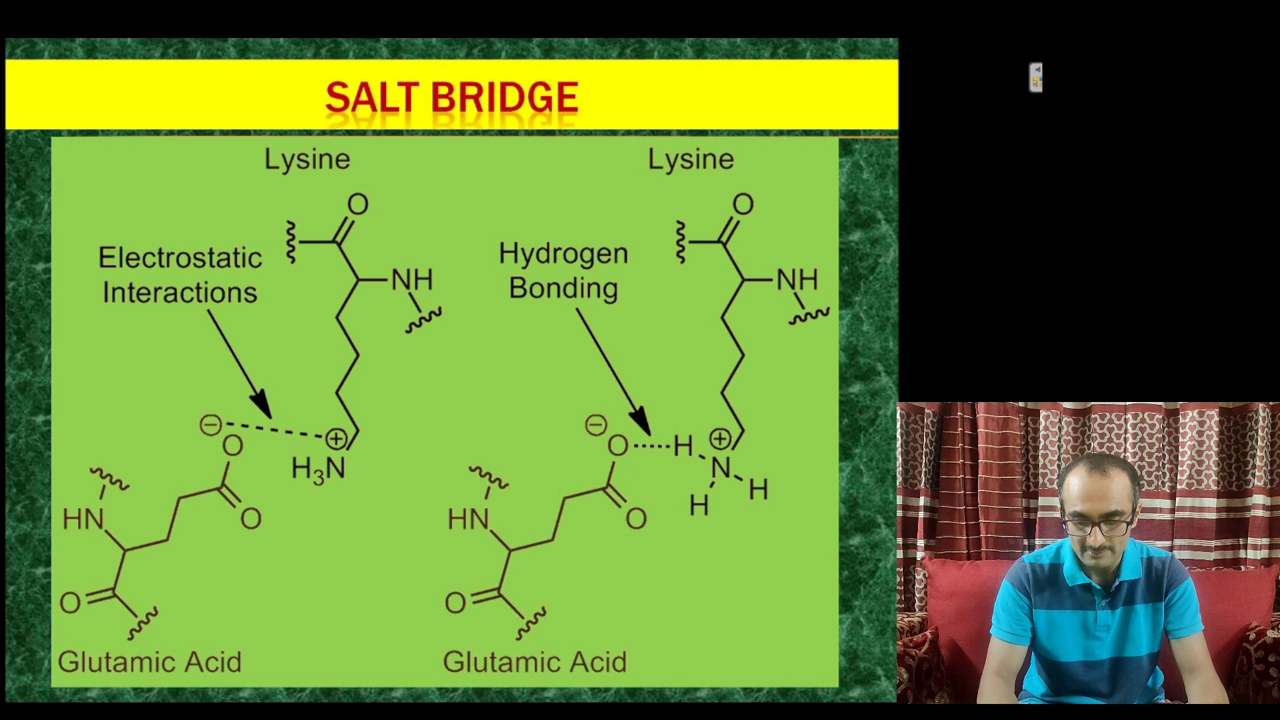 SALT BRIDGE
Lysine
Lysine
O
O
Electrostatic
Interactions
Hydrogen
Bonding
NH
NH
⊖
O
⊕
H₃N
⊖
O
H
⊕
N
H
H
HN
O
HN
O
O
O
Glutamic Acid
Glutamic Acid